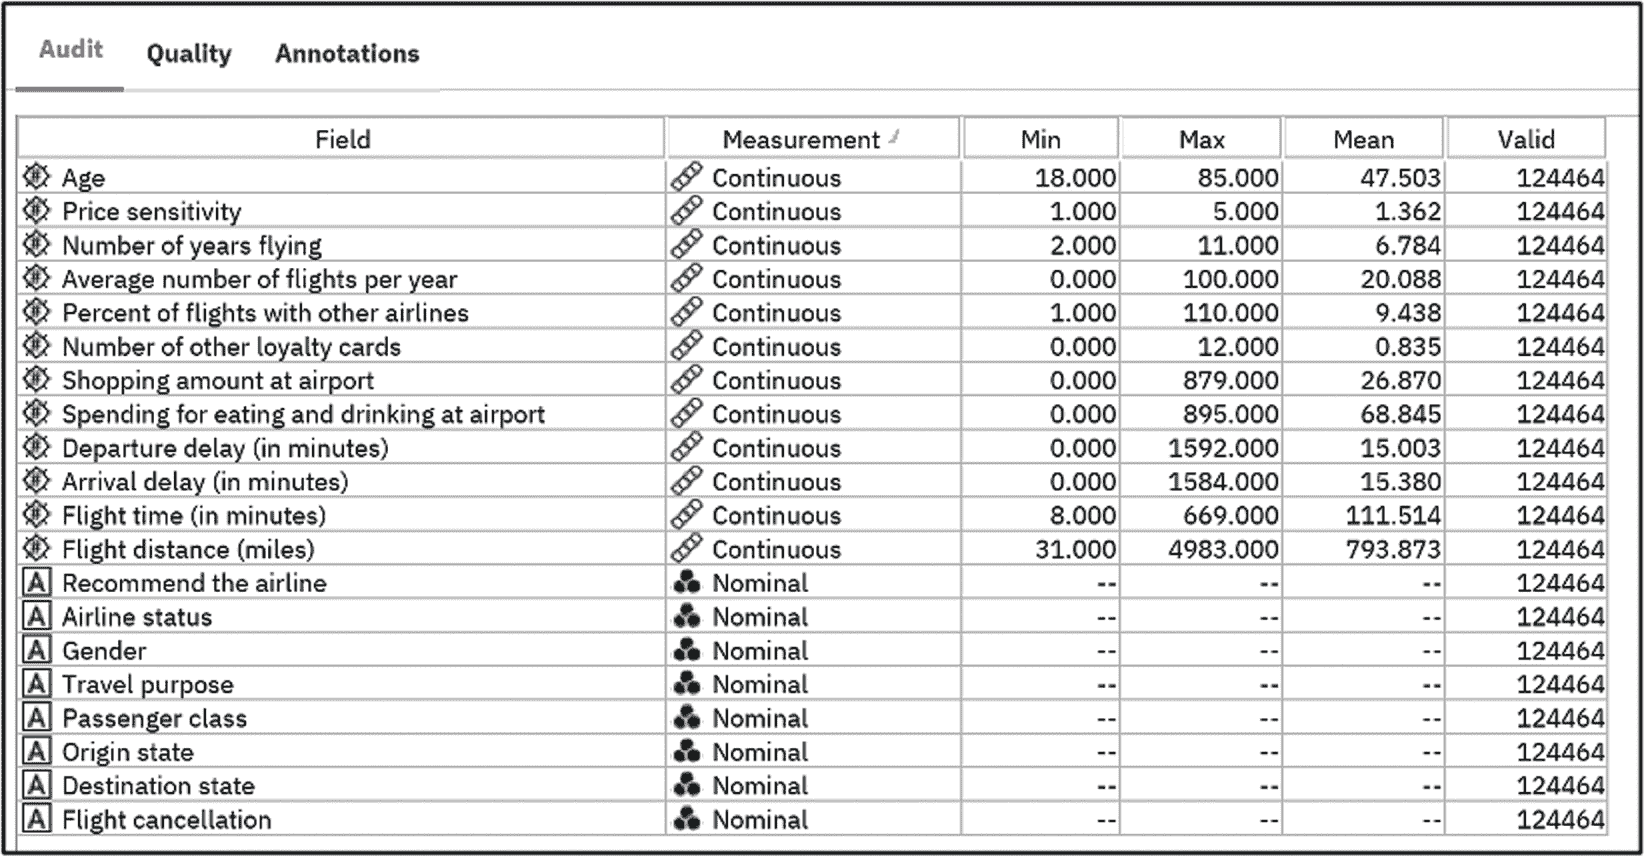 Audit Quality Annotations
Field Measurement Min Max Mean Valid
Age Continuous 18.000 85.000 47.503 124464
Price sensitivity Continuous 1.000 5.000 1.362 124464
Number of years flying Continuous 2.000 11.000 6.784 124464
Average number of flights per year Continuous 0.000 100.000 20.088 124464
Percent of flights with other airlines Continuous 1.000 110.000 9.438 124464
Number of other loyalty cards Continuous 0.000 12.000 0.835 124464
Shopping amount at airport Continuous 0.000 879.000 26.870 124464
Spending for eating and drinking at airport Continuous 0.000 895.000 68.845 124464
Departure delay (in minutes) Continuous 0.000 1592.000 15.003 124464
Arrival delay (in minutes) Continuous 0.000 1584.000 15.380 124464
Flight time (in minutes) Continuous 8.000 669.000 111.514 124464
Flight distance (miles) Continuous 31.000 4983.000 793.873 124464
A Recommend the airline Nominal -- -- -- 124464
A Airline status Nominal -- -- -- 124464
A Gender Nominal -- -- -- 124464
A Travel purpose Nominal -- -- -- 124464
A Passenger class Nominal -- -- -- 124464
A Origin state Nominal -- -- -- 124464
A Destination state Nominal -- -- -- 124464
A Flight cancellation Nominal -- -- -- 124464